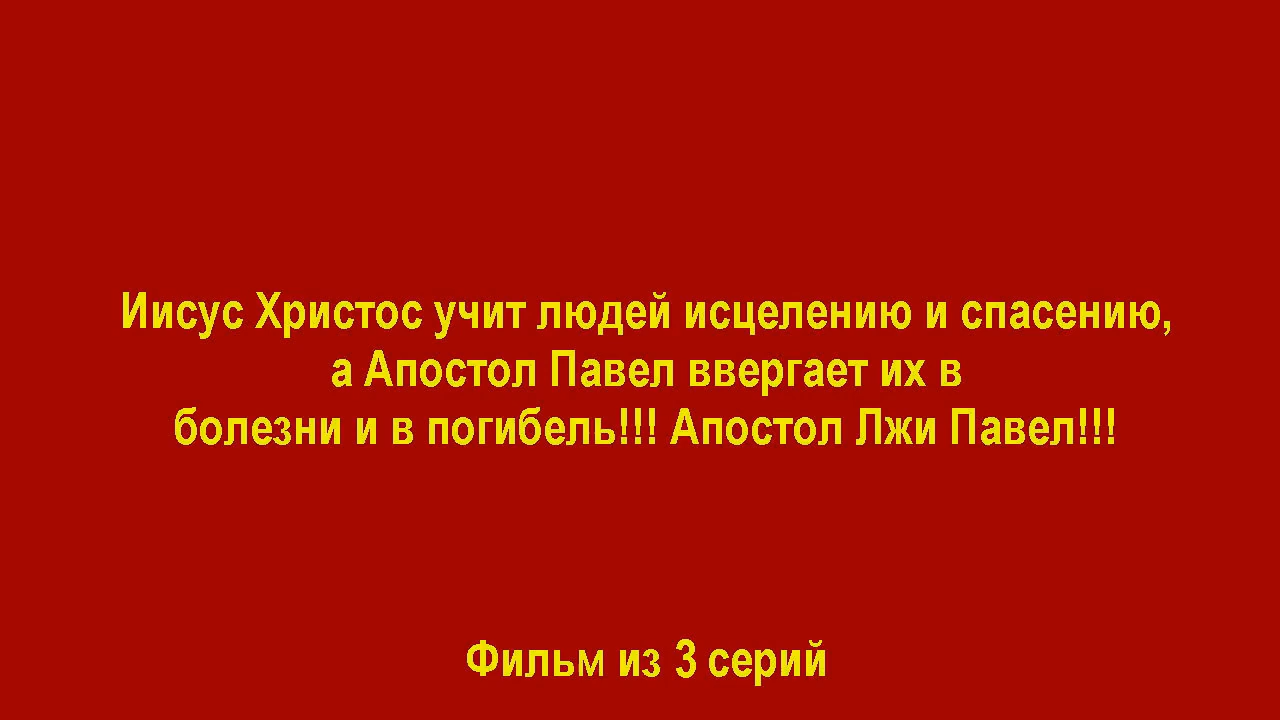 Иисус Христос учит людей исцелению и спасению,
а Апостол Павел ввергает их в
болезни и в погибель!!! Апостол Лжи Павел!!!
Фильм из 3 серий